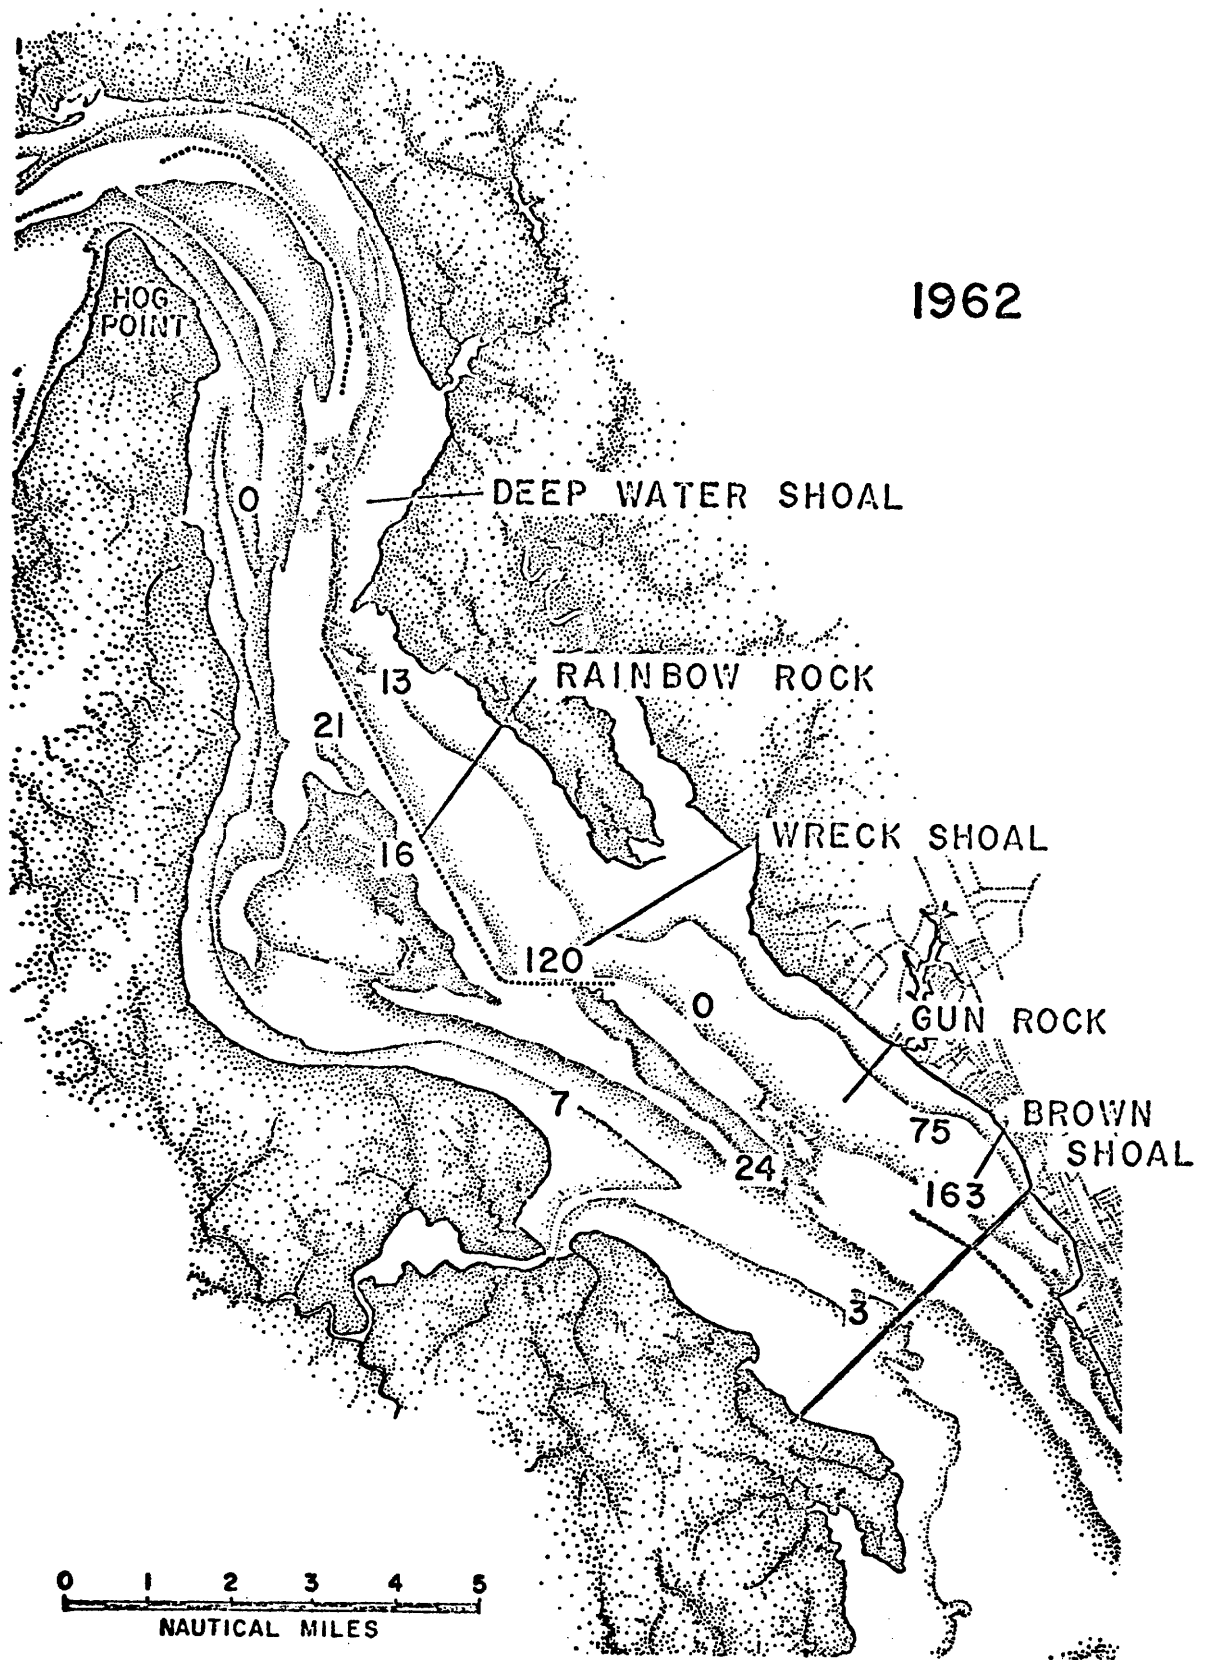 1962
HOG
POINT
0
DEEP WATER SHOAL
13
RAINBOW ROCK
21
16
WRECK SHOAL
120
0
GUN ROCK
7
75
BROWN
SHOAL
24
163
3
0 1 2 3 4 5
NAUTICAL MILES